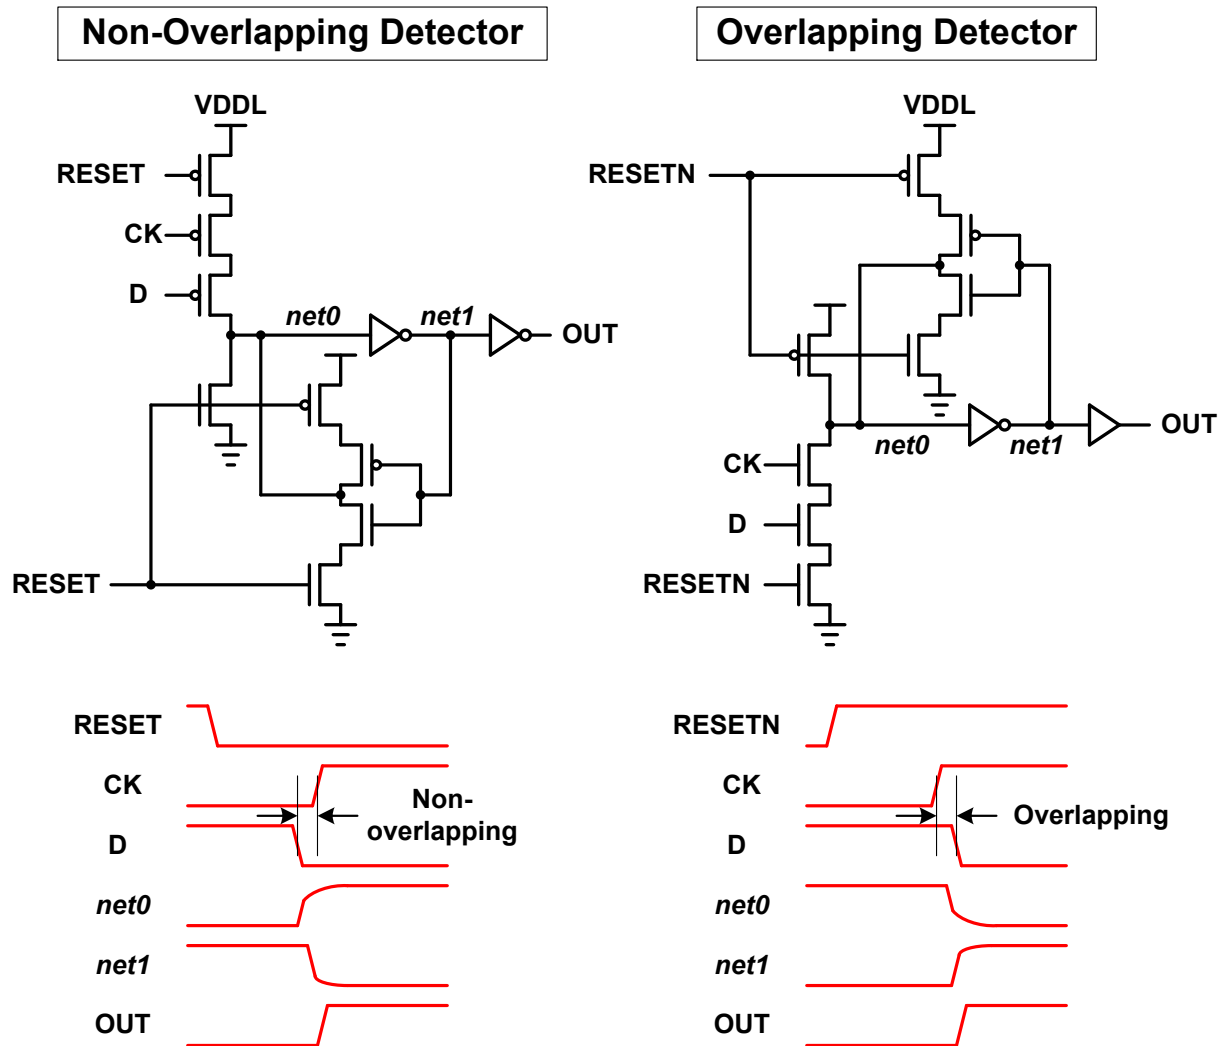 Non-Overlapping Detector
VDDL
RESET
CK
D
net0
net1
OUT
RESET
RESET
CK
D
Non-
overlapping
net0
net1
OUT
Overlapping Detector
VDDL
RESETN
net0
net1
OUT
CK
D
RESETN
RESETN
CK
D
Overlapping
net0
net1
OUT